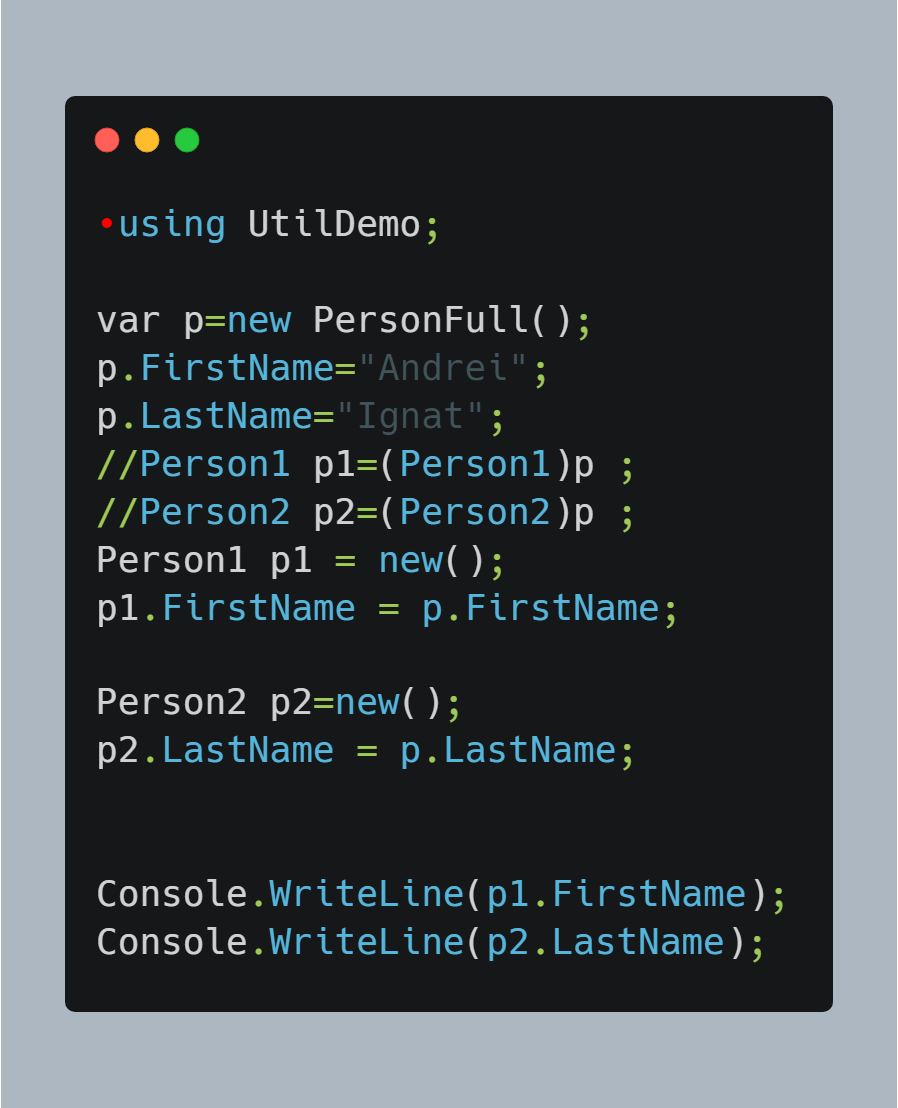 •using UtilDemo;
var p=new PersonFull();
p.FirstName="Andrei";
p.LastName="Ignat";
//Person1 p1=(Person1)p ;
//Person2 p2=(Person2)p ;
Person1 p1 = new();
p1.FirstName = p.FirstName;
Person2 p2=new();
p2.LastName = p.LastName;
Console.WriteLine(p1.FirstName);
Console.WriteLine(p2.LastName);